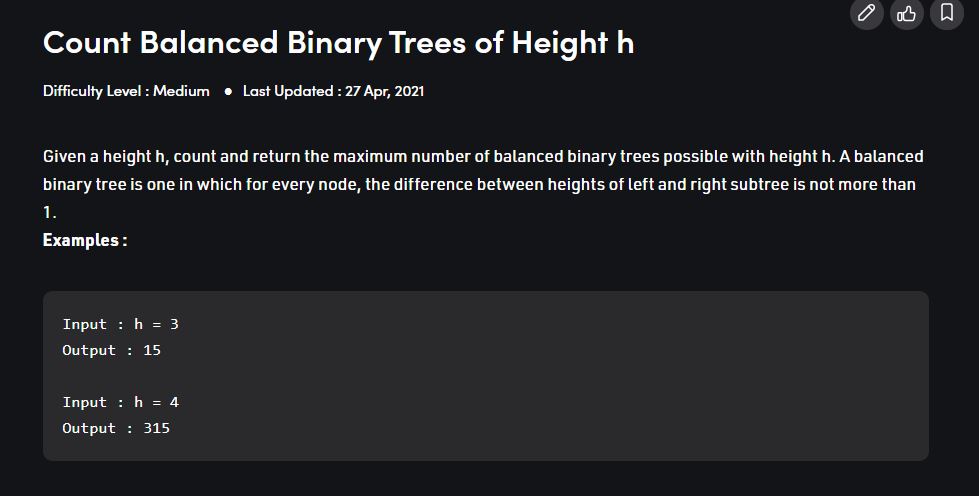 Count Balanced Binary Trees of Height h
Difficulty Level : Medium ● Last Updated : 27 Apr, 2021
Given a height h, count and return the maximum number of balanced binary trees possible with height h. A balanced
binary tree is one in which for every node, the difference between heights of left and right subtree is not more than
1.
Examples :
Input : h = 3
Output : 15
Input : h = 4
Output : 315